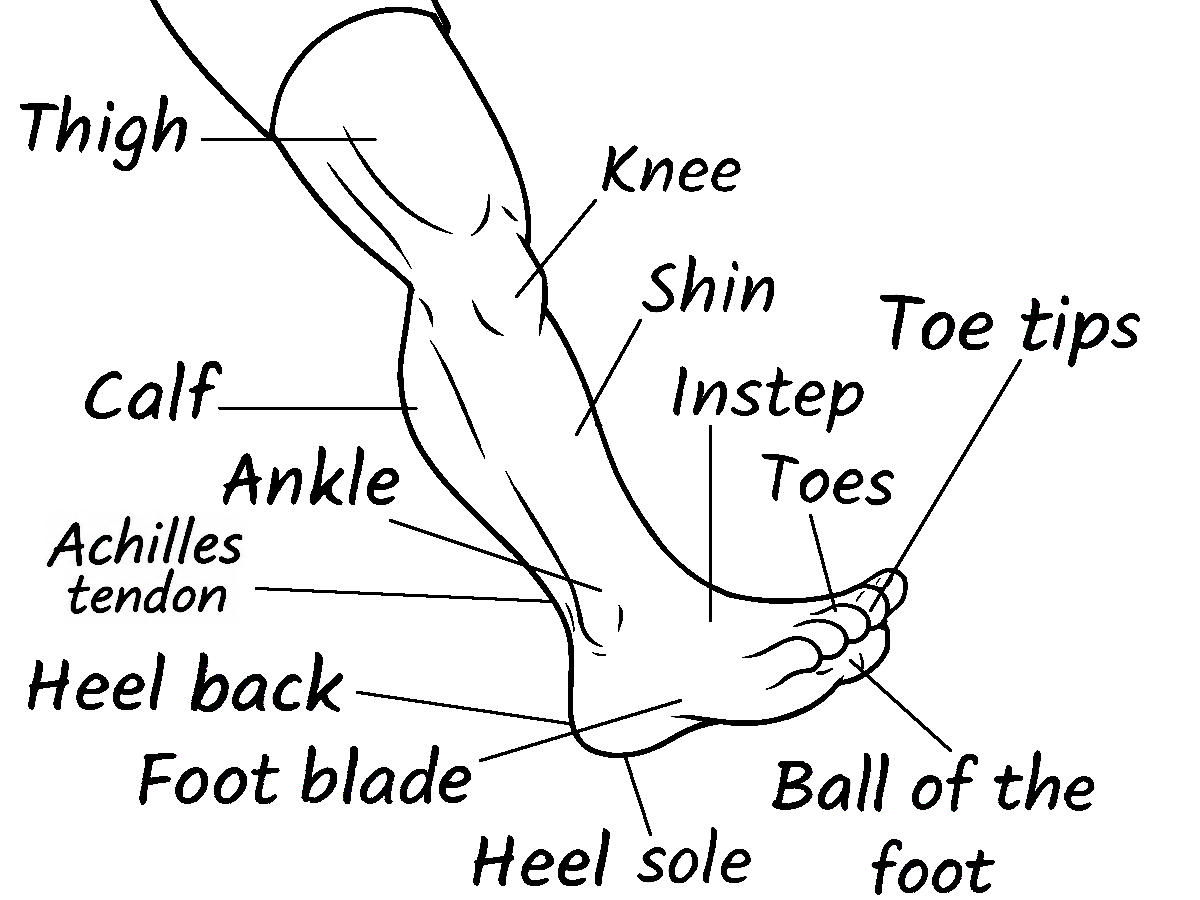 Thigh
Knee
Shin
Toe tips
Instep
Calf
Toes
Ankle
Achilles
tendon
Heel back
Foot blade
Ball of the
foot
Heel sole